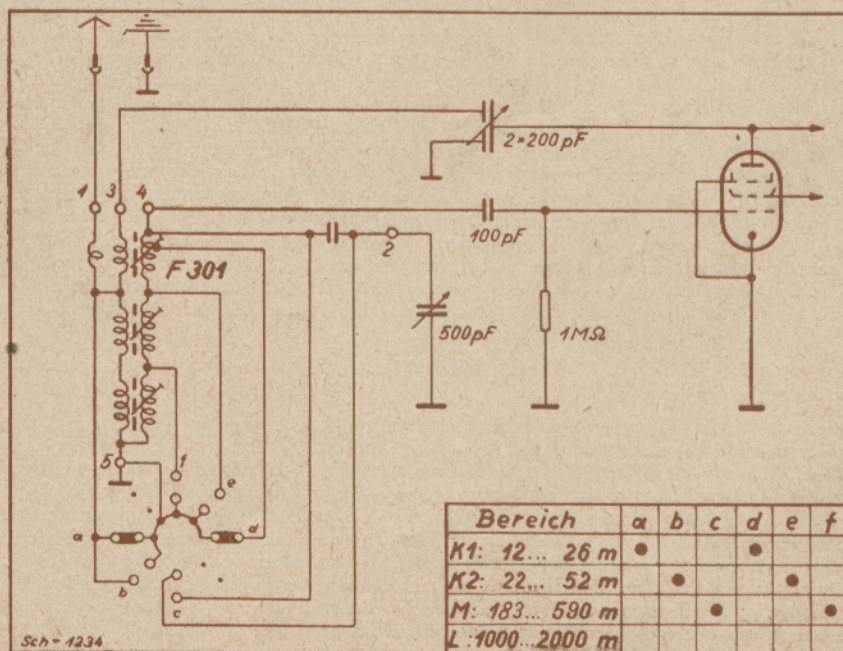 2×200pF
1 3 4
F301
100pF
2
500pF
1MΩ
5
f
e
a
d
b
c
Bereich a b c d e f
K1: 12... 26 m
K2: 22... 52 m
M: 183... 590 m
L: 1000...2000 m
Sch-1234